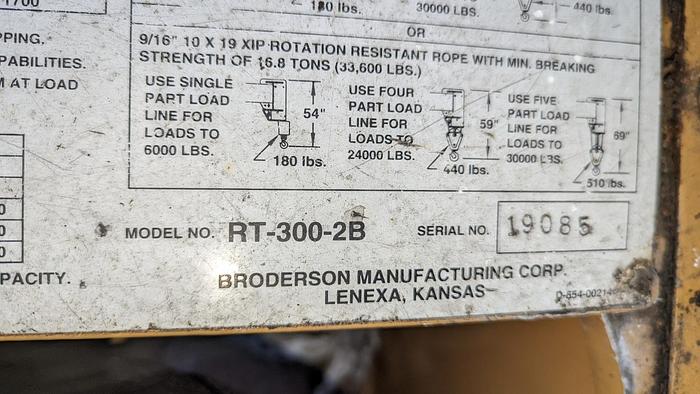 1700
180 lbs.
30000 LBS.
440 lbs.
OR
PPING.
PABILITIES.
M AT LOAD
9/16" 10 X 19 XIP ROTATION RESISTANT ROPE WITH MIN. BREAKING
STRENGTH OF 16.8 TONS (33,600 LBS.)
USE SINGLE
PART LOAD
LINE FOR
LOADS TO
6000 LBS.
54"
180 lbs.
USE FOUR
PART LOAD
LINE FOR
LOADS TO
24000 LBS.
59"
440 lbs.
USE FIVE
PART LOAD
LINE FOR
LOADS TO
30000 LBS.
69"
510 lbs.
0
0
0
PACITY.
MODEL NO. RT-300-2B
SERIAL NO. 19085
BRODERSON MANUFACTURING CORP.
LENEXA, KANSAS